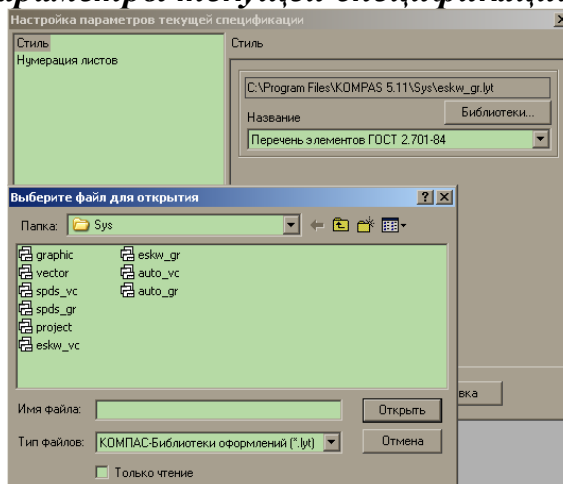 параметры текущей спецификации
Настройка параметров текущей спецификации
Стиль
Нумерация листов
Стиль
C:\Program Files\KOMPAS 5.11\Sys\eskw_gr.lyt
Название
Библиотеки...
Перечень элементов ГОСТ 2.701-84
Выберите файл для открытия
Папка: Sys
graphic eskw_gr
vector auto_vc
spds_vc auto_gr
spds_gr
project
eskw_vc
вка
Имя файла: Открыть
Тип файлов: КОМПАС-Библиотеки оформлений (*.lyt) Отмена
Только чтение